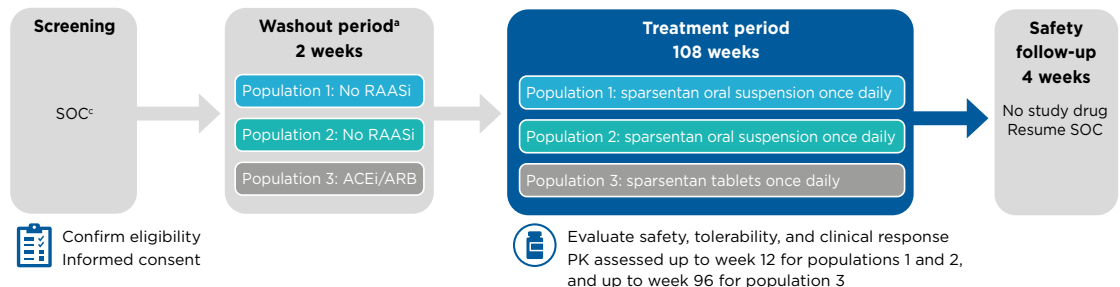 Screening
SOCᶜ
Confirm eligibility
Informed consent
Washout periodᵃ
2 weeks
Population 1: No RAASi
Population 2: No RAASi
Population 3: ACEi/ARB
Treatment period
108 weeks
Population 1: sparsentan oral suspension once daily
Population 2: sparsentan oral suspension once daily
Population 3: sparsentan tablets once daily
Evaluate safety, tolerability, and clinical response
PK assessed up to week 12 for populations 1 and 2,
and up to week 96 for population 3
Safety
follow-up
4 weeks
No study drug
Resume SOC